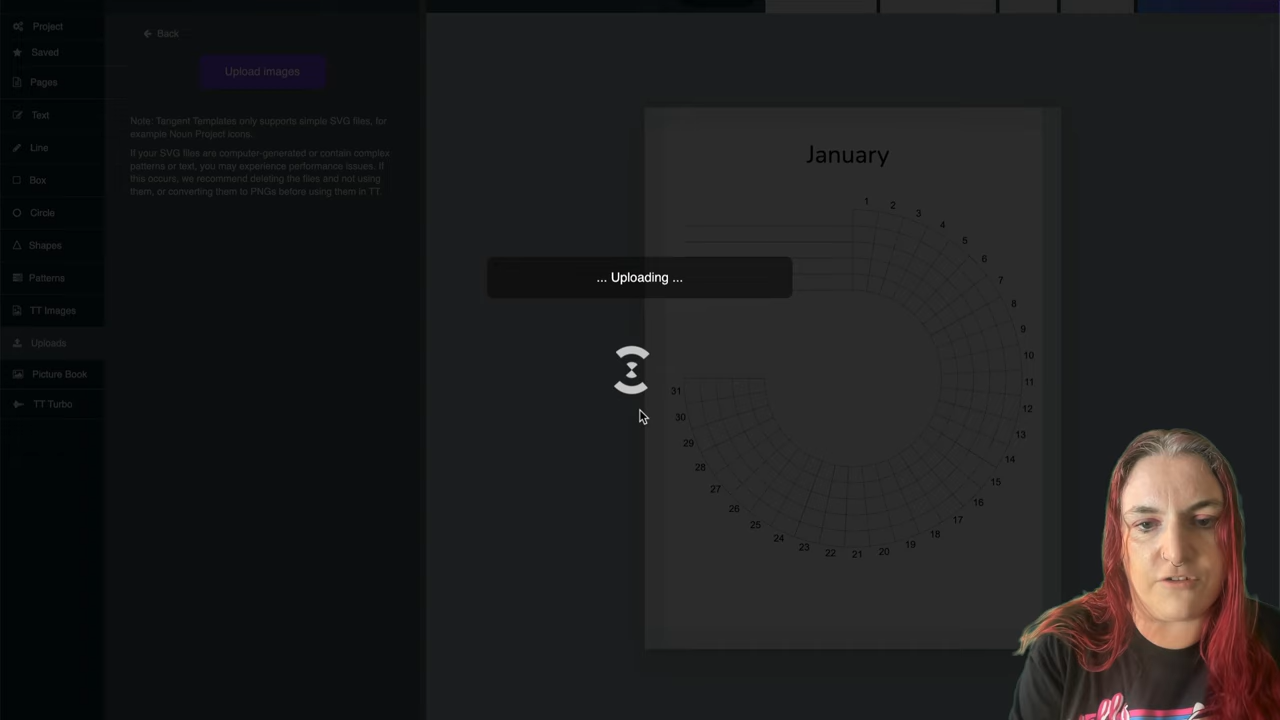 Project
Saved
Pages
Text
Line
Box
Circle
Shapes
Patterns
TT Images
Uploads
Picture Book
TT Turbo
Back
Upload images
Note: Tangent Templates only supports simple SVG files, for
example Noun Project icons.
If your SVG files are computer-generated or contain complex
patterns or text, you may experience performance issues. If
this occurs, we recommend deleting the files and not using
them, or converting them to PNGs before using them in TT.
... Uploading ...
January
1
2
3
4
5
6
7
8
9
10
11
12
13
14
15
16
17
18
19
20
21
22
23
24
25
26
27
28
29
30
31